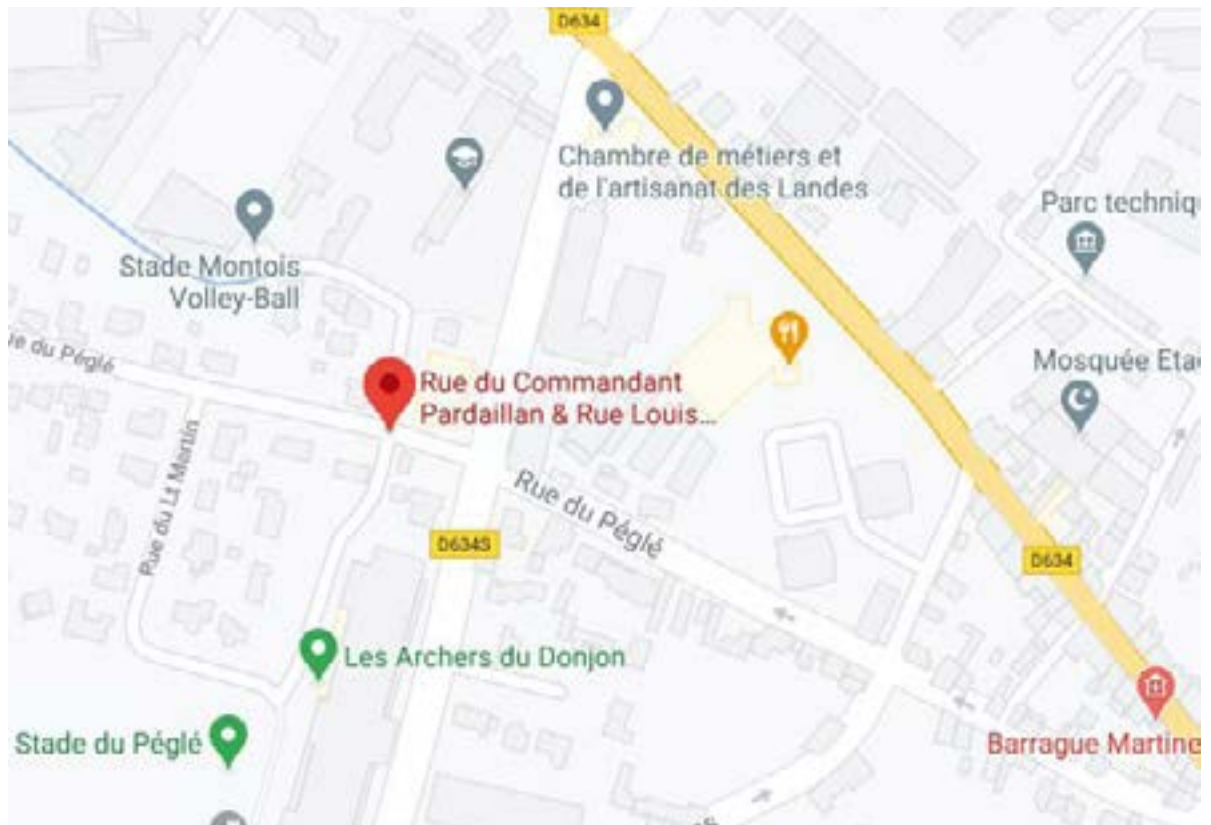 D634
Chambre de métiers et
de l'artisanat des Landes
Parc techniq
Stade Montois
Volley-Ball
ie du Péglé
Rue du Commandant
Pardaillan & Rue Louis...
Mosquée Eta
Rue du Lt Mertin
Rue du Péglé
D634S
D634
Les Archers du Donjon
Stade du Péglé
Barrague Martine